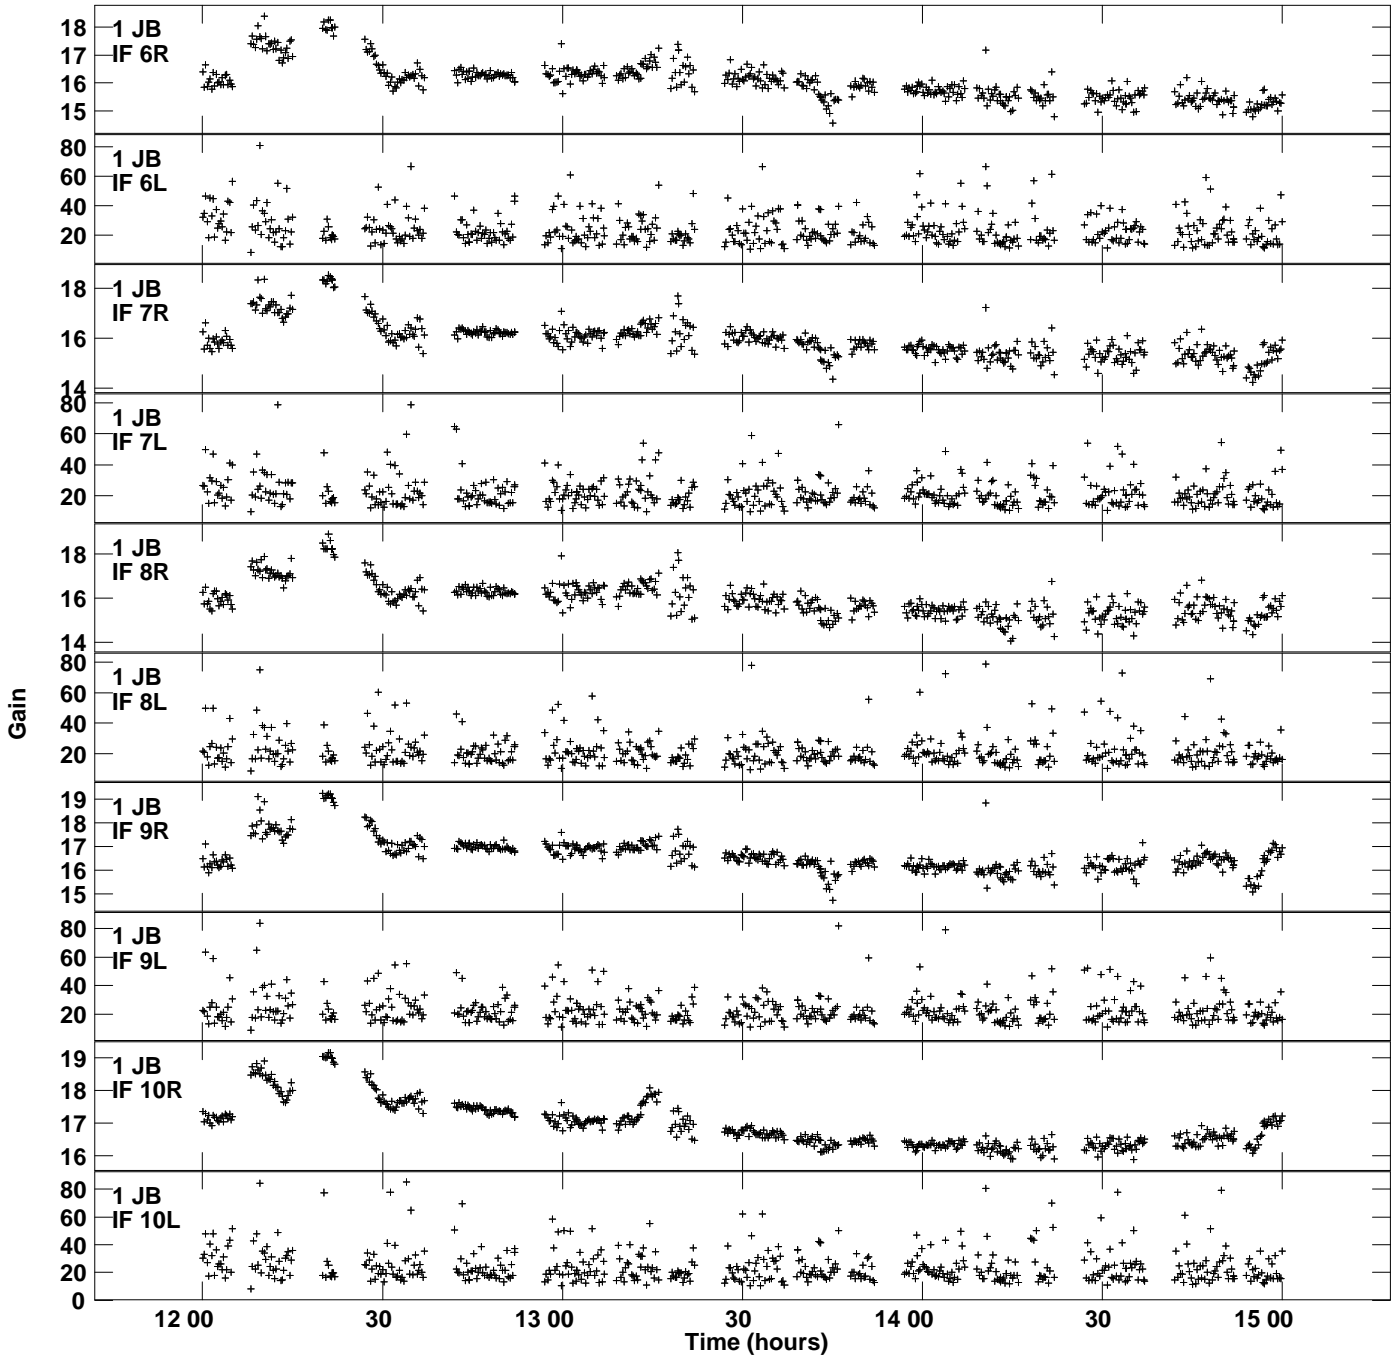 1 JB
IF 6R
18
17
16
15
1 JB
IF 6L
80
60
40
20
1 JB
IF 7R
18
16
14
1 JB
IF 7L
80
60
40
20
1 JB
IF 8R
18
16
14
1 JB
IF 8L
80
60
40
20
1 JB
IF 9R
19
18
17
16
15
1 JB
IF 9L
80
60
40
20
1 JB
IF 10R
19
18
17
16
1 JB
IF 10L
80
60
40
20
0
Gain
12 00 30 13 00 30 14 00 30 15 00
Time (hours)